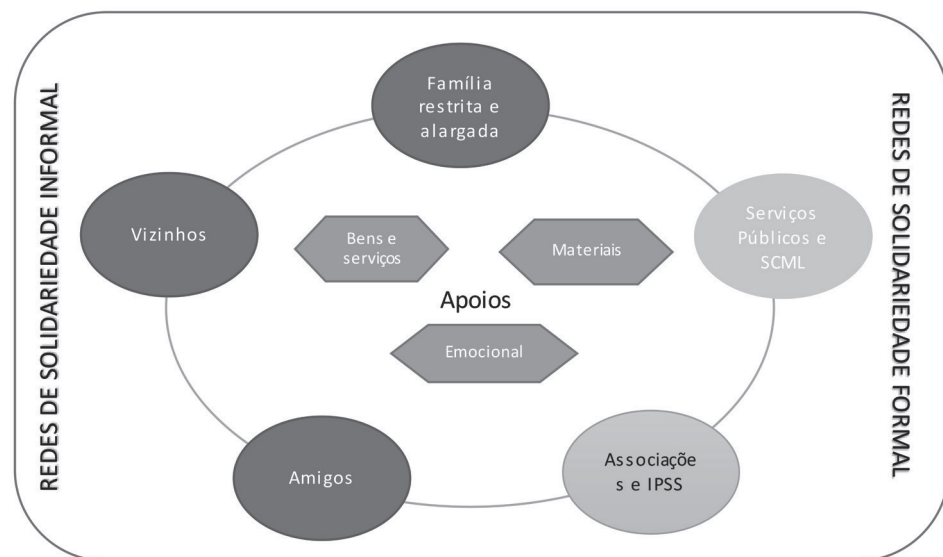 REDES DE SOLIDARIEDADE INFORMAL
Família
restrita e
alargada
Vizinhos
Bens e
serviços
Materiais
Serviços
Públicos e
SCML
Apoios
Emocional
Amigos
Associaçõe
s e IPSS
REDES DE SOLIDARIEDADE FORMAL